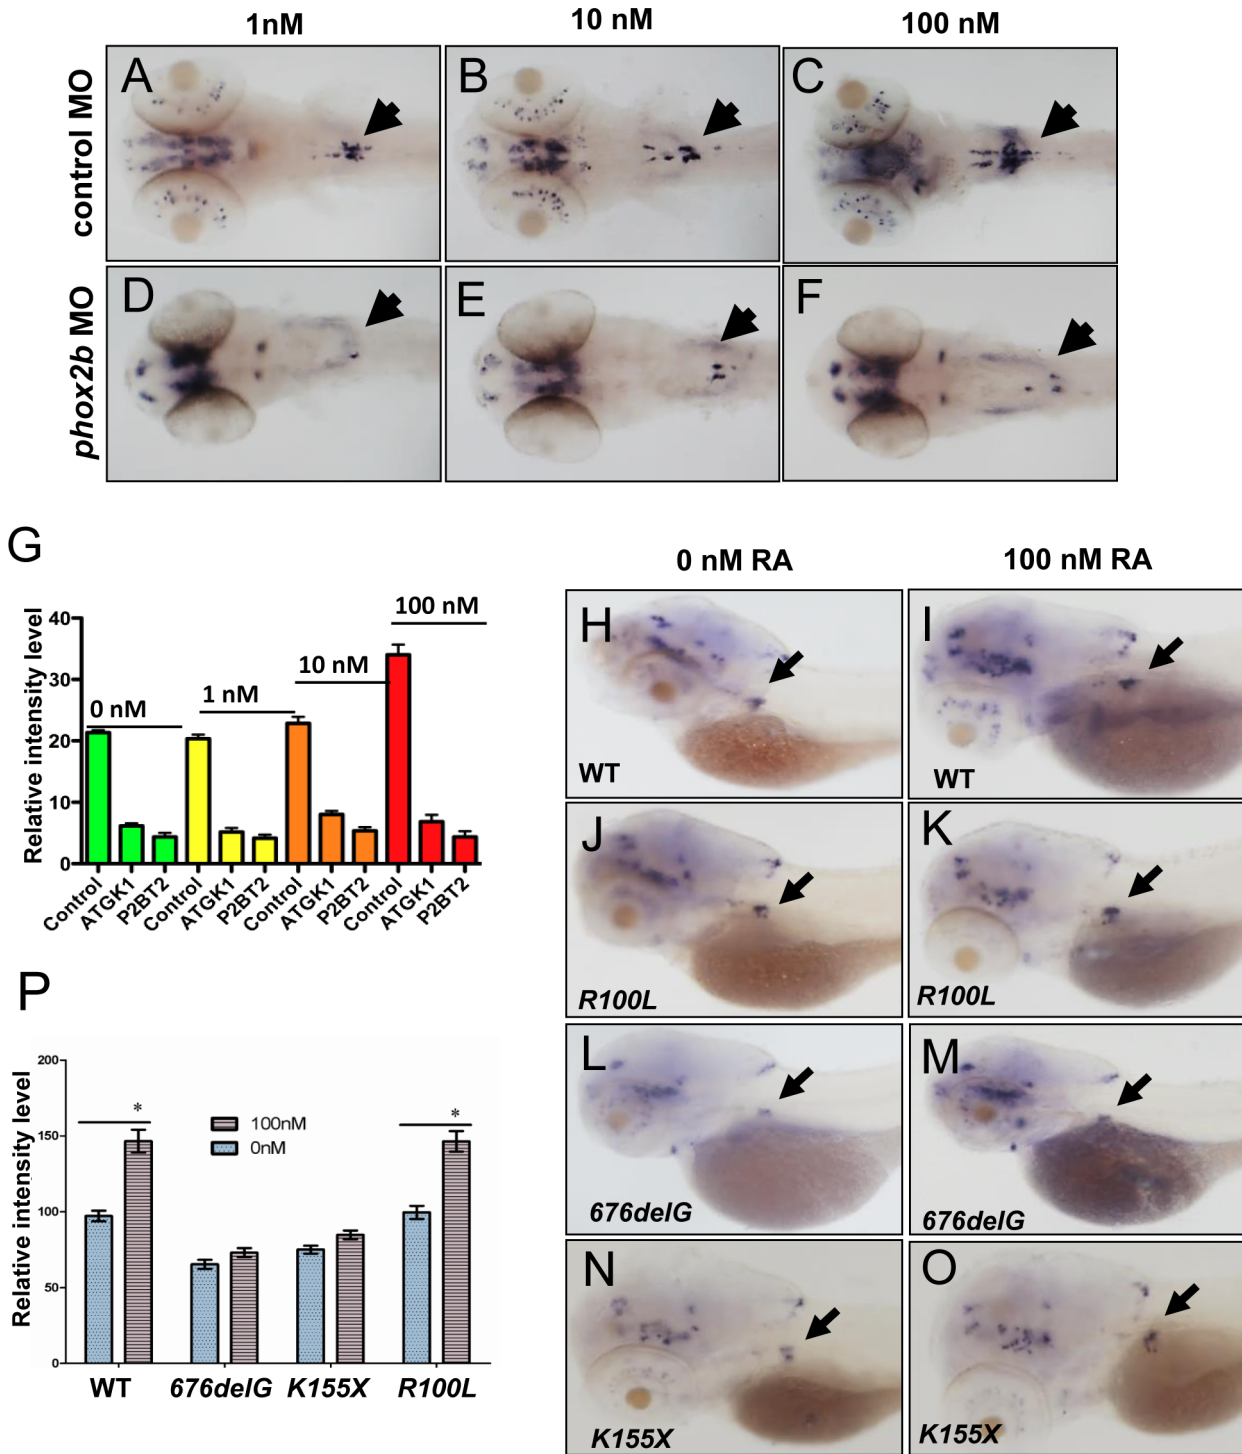 1nM
10 nM
100 nM
control MO
A
B
C
phox2b MO
D
E
F
G
Relative intensity level
40
30
20
10
0
0 nM
1 nM
10 nM
100 nM
Control
ATGK1
P2BT2
Control
ATGK1
P2BT2
Control
ATGK1
P2BT2
Control
ATGK1
P2BT2
0 nM RA
100 nM RA
H
WT
I
WT
J
R100L
K
R100L
L
676delG
M
676delG
N
K155X
O
K155X
P
Relative intensity level
200
150
100
50
0
*
*
100nM
0nM
WT
676delG
K155X
R100L